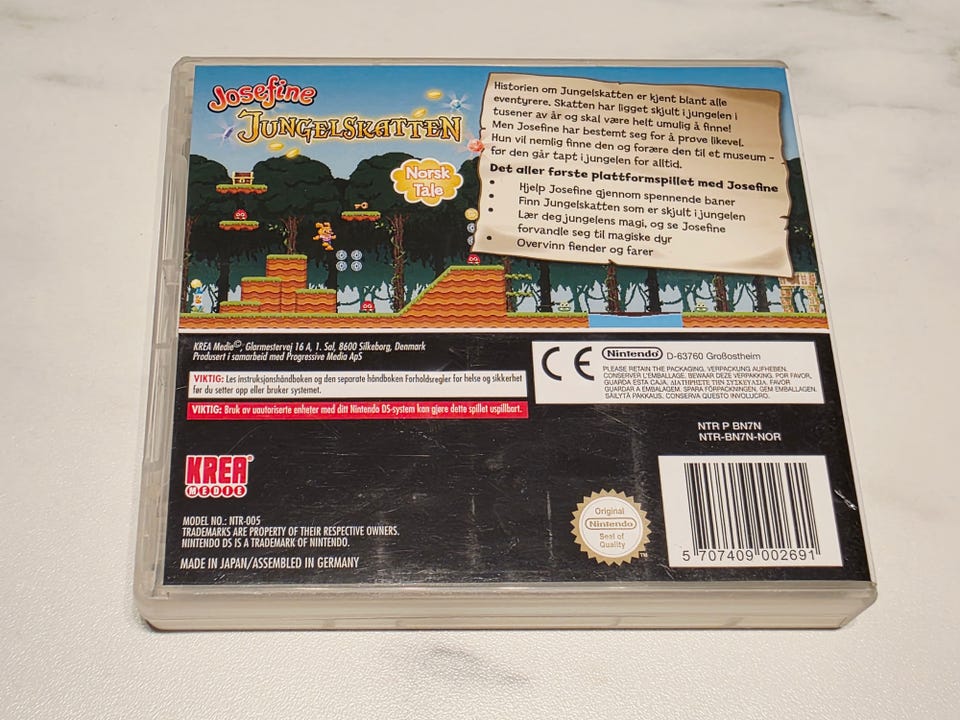 Josefine
JUNGELSKATTEN
Norsk
Tale
Historien om Jungelskatten er kjent blant alle
eventyrere. Skatten har ligget skjult i jungelen i
tusener av år og skal være helt umulig å finne!
Men Josefine har bestemt seg for å prøve likevel.
Hun vil nemlig finne den og forære den til et museum –
før den går tapt i jungelen for alltid.
Det aller første plattformspillet med Josefine
• Hjelp Josefine gjennom spennende baner
• Finn Jungelskatten som er skjult i jungelen
• Lær deg jungelens magi, og se Josefine
forvandle seg til magiske dyr
• Overvinn fiender og farer
KREA Medie©, Glarmestervej 16 A, 1. Sal, 8600 Silkeborg, Denmark
Produsert i samarbeid med Progressive Media ApS
VIKTIG: Les instruksjonshåndboken og den separate håndboken Forholdsregler for helse og sikkerhet
før du setter app eller bruker systemet.
VIKTIG: Bruk av uautoriserte enheter med ditt Nintendo DS-system kan gjøre dette spillet uspillbart.
CE
Nintendo® D-63760 Großostheim
PLEASE RETAIN THE PACKAGING, VERPACKUNG AUFHEBEN.
CONSERVER L'EMBALLAGE. BEWAAR DEZE VERPAKKING. POR FAVOR,
GUARDA ESTA CAJA. ΔΙΑΤΗΡΗΣΤΕ ΤΗΝ ΣΥΣΚΕΥΑΣΙΑ. FAVOR
GUARDAR A EMBALAGEM. SPARA FÖRPACKNINGEN. GEM EMBALLAGEN.
SÄILYTÄ PAKKAUS. CONSERVA QUESTO INVOLUCRO.
NTR P BN7N
NTR-BN7N-NOR
KREA®
MEDIE
MODEL NO.: NTR-005
TRADEMARKS ARE PROPERTY OF THEIR RESPECTIVE OWNERS.
NINTENDO DS IS A TRADEMARK OF NINTENDO.
MADE IN JAPAN/ASSEMBLED IN GERMANY
Original
Nintendo®
Seal of
Quality
TM
5 707409 002691